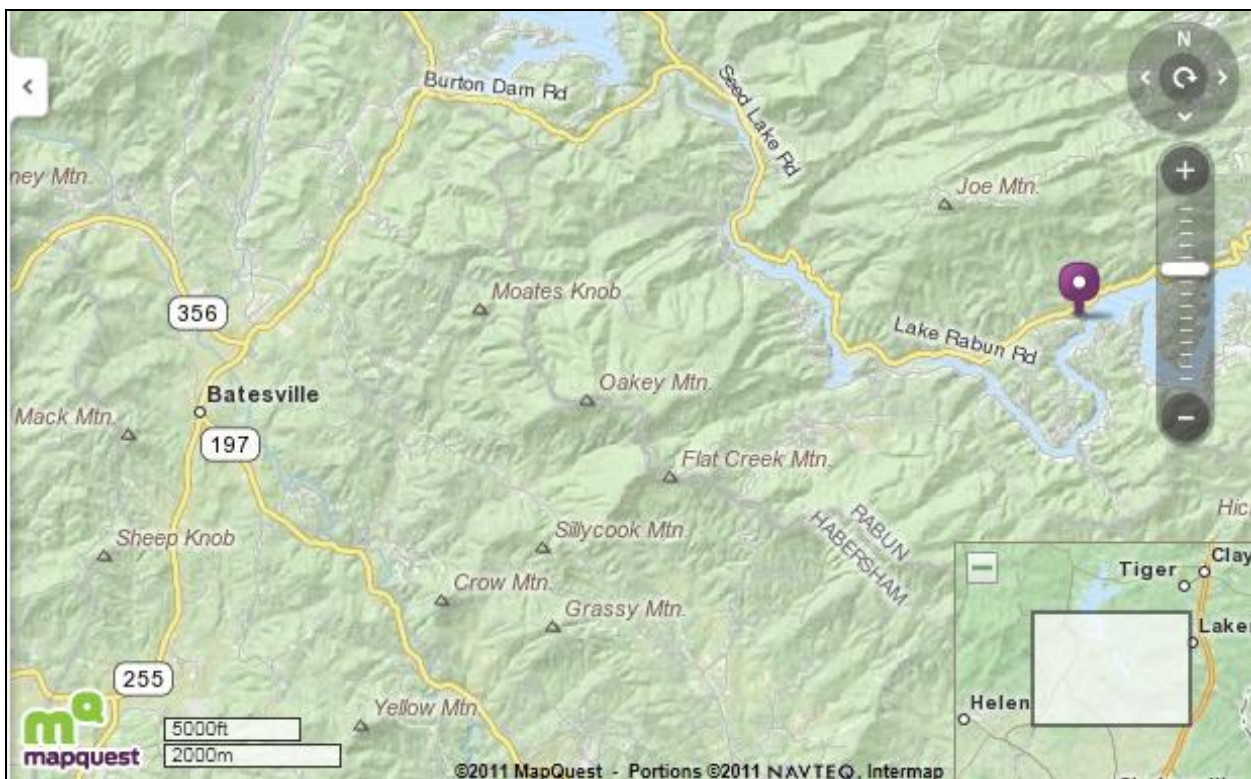 N
Burton Dam Rd
Seed Lake Rd
ney Mtn.
Joe Mtn.
Moates Knob
356
Lake Rabun Rd
Oakey Mtn.
Batesville
Mack Mtn.
197
Flat Creek Mtn.
RABUN
HABERSHAM
Hic
Sheep Knob
Sillycook Mtn.
Crow Mtn.
Grassy Mtn.
Tiger
Clay
Laker
255
Helen
Yellow Mtn
5000ft
2000m
mq
mapquest
©2011 MapQuest - Portions ©2011 NAVTEQ, Intermap